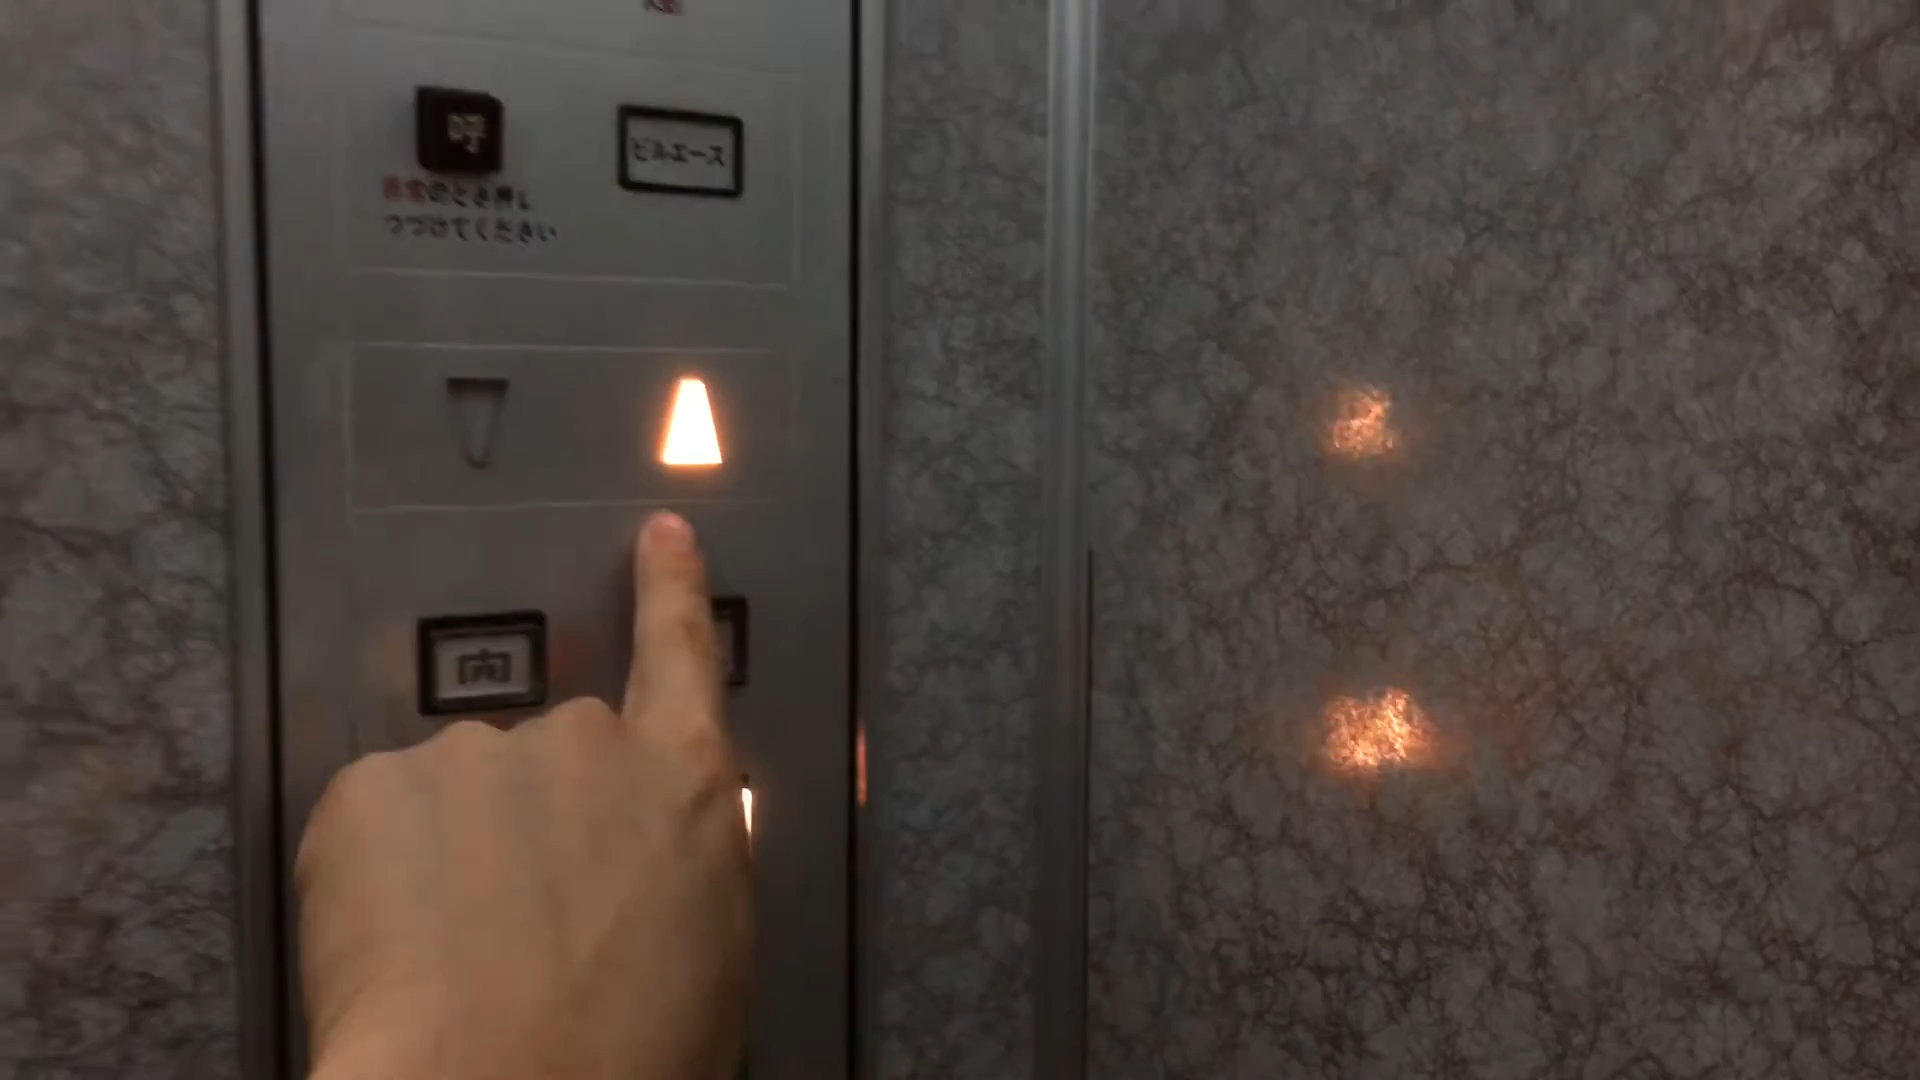 呼
ビルエース
非常のとき押し
つづけてください